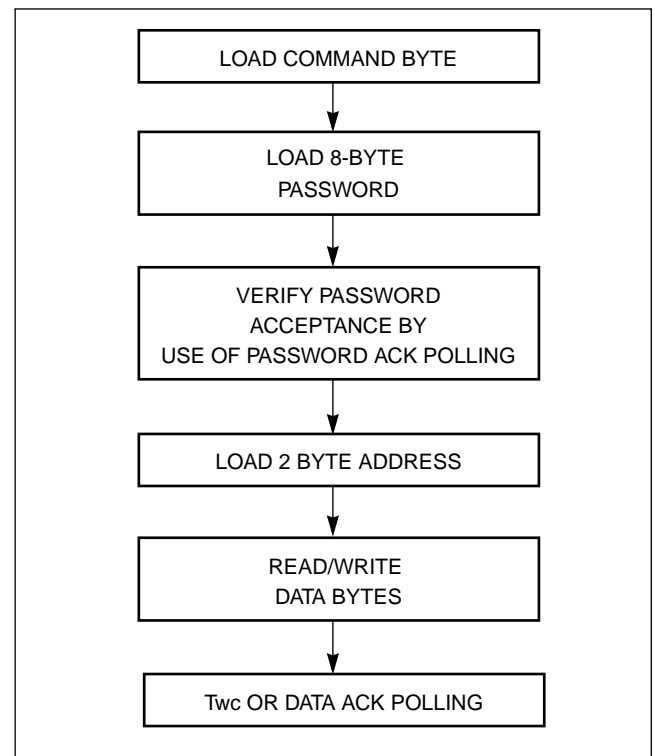 LOAD COMMAND BYTE
LOAD 8-BYTE
PASSWORD
VERIFY PASSWORD
ACCEPTANCE BY
USE OF PASSWORD ACK POLLING
LOAD 2 BYTE ADDRESS
READ/WRITE
DATA BYTES
Twc OR DATA ACK POLLING